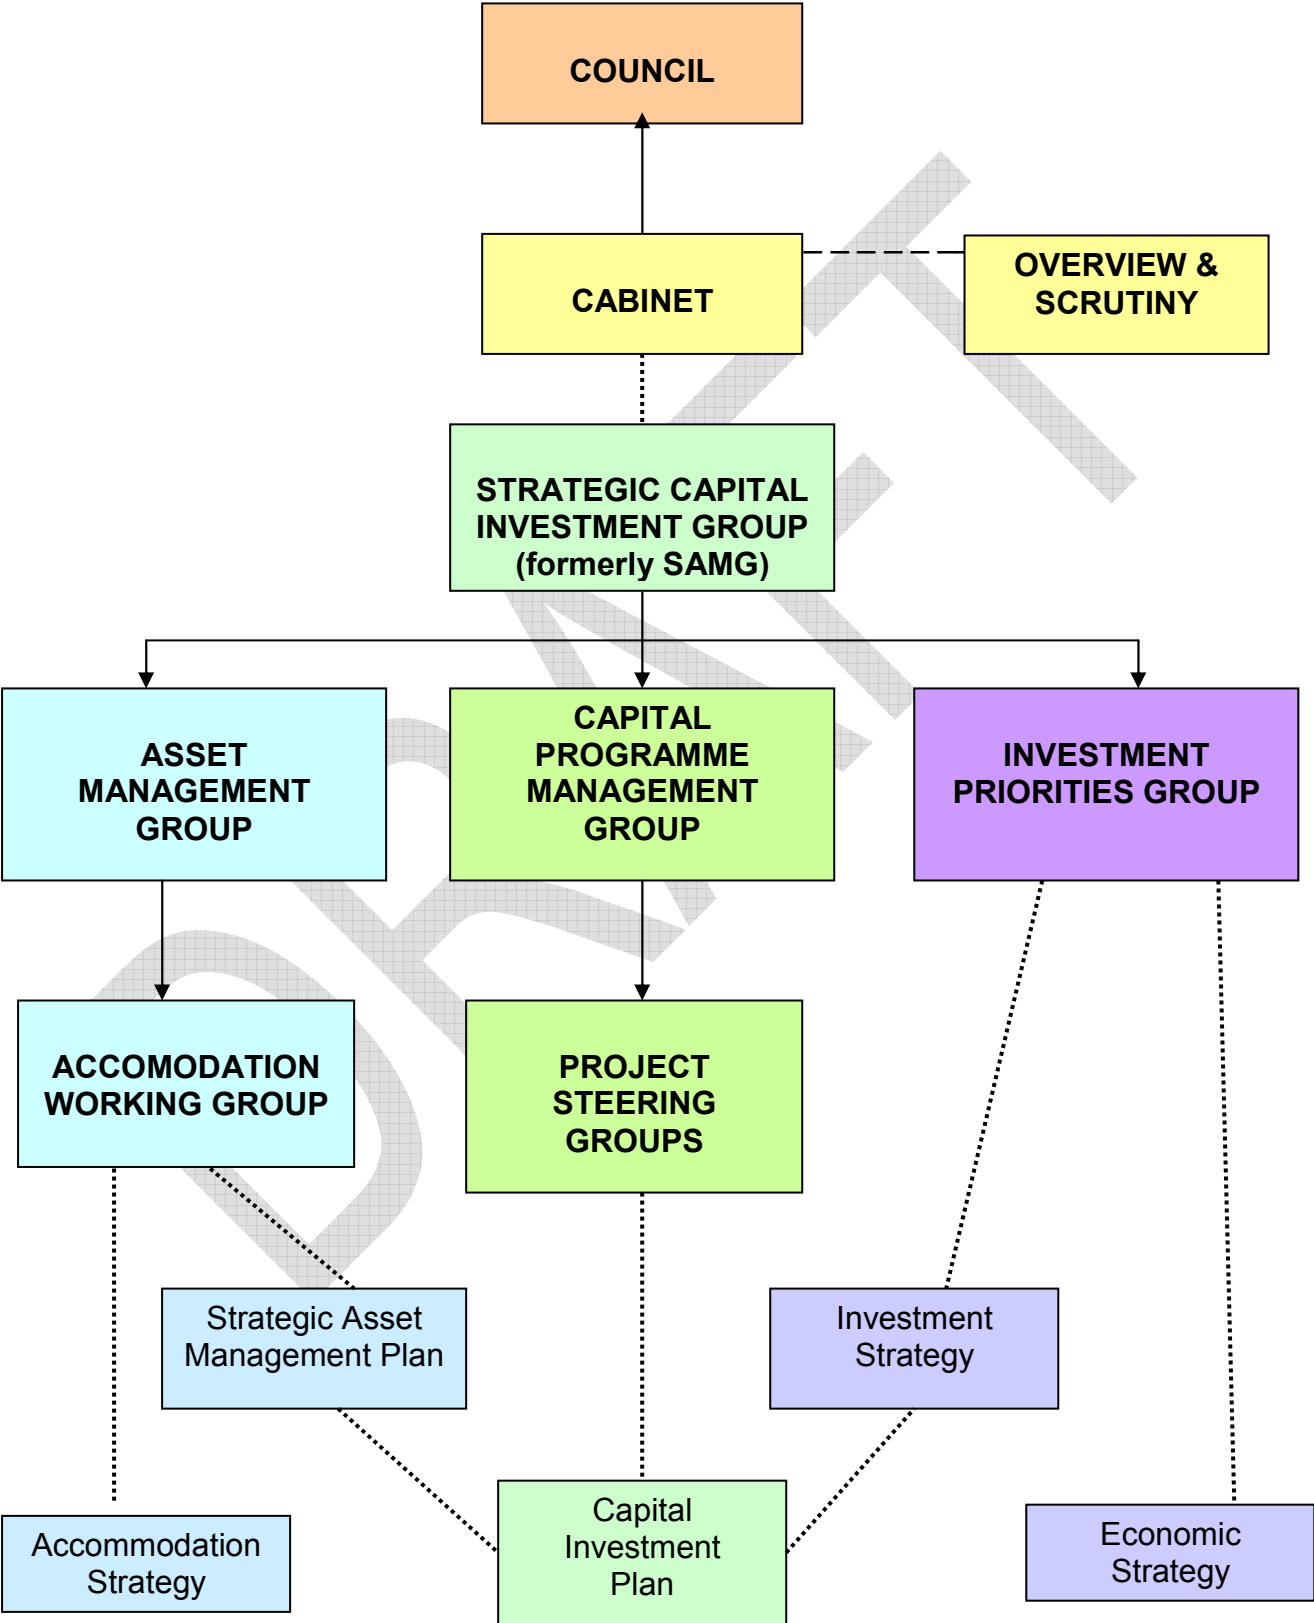 COUNCIL
CABINET
OVERVIEW &
SCRUTINY
STRATEGIC CAPITAL
INVESTMENT GROUP
(formerly SAMG)
ASSET
MANAGEMENT
GROUP
CAPITAL
PROGRAMME
MANAGEMENT
GROUP
INVESTMENT
PRIORITIES GROUP
ACCOMODATION
WORKING GROUP
PROJECT
STEERING
GROUPS
Strategic Asset
Management Plan
Investment
Strategy
Accommodation
Strategy
Capital
Investment
Plan
Economic
Strategy
DRAFT